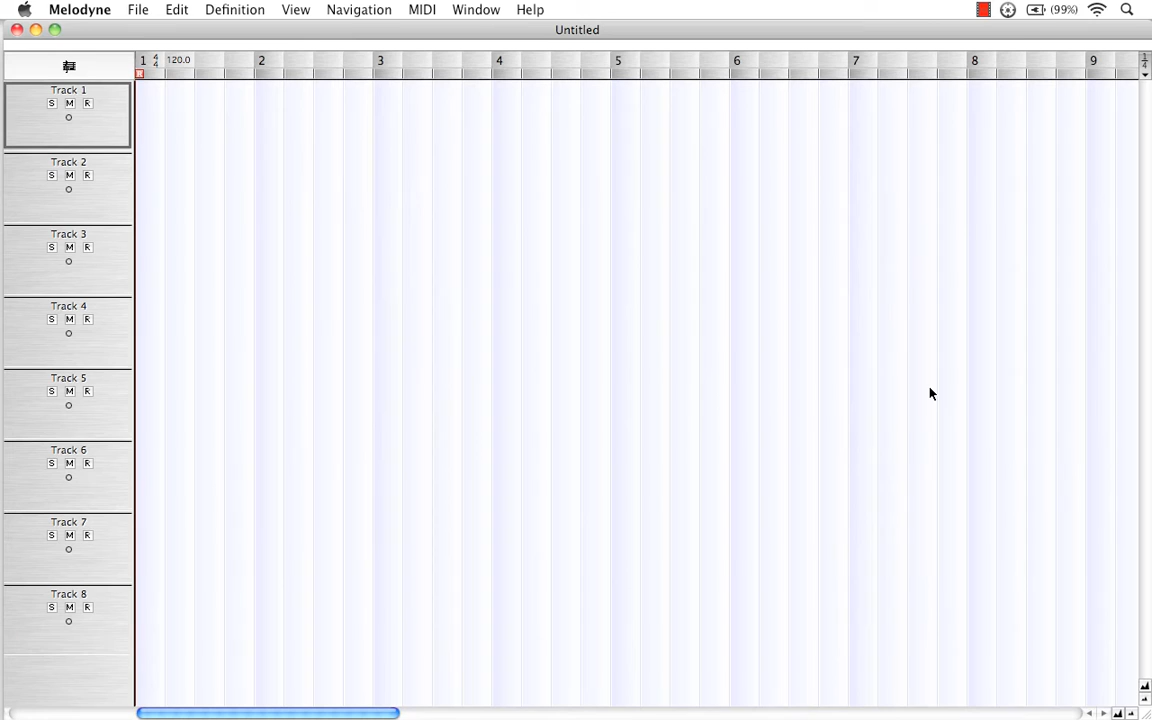 Melodyne File Edit Definition View Navigation MIDI Window Help (99%)
Untitled
1 4/4 120.0 2 3 4 5 6 7 8 9 1/4
Track 1
S M R
Track 2
S M R
Track 3
S M R
Track 4
S M R
Track 5
S M R
Track 6
S M R
Track 7
S M R
Track 8
S M R